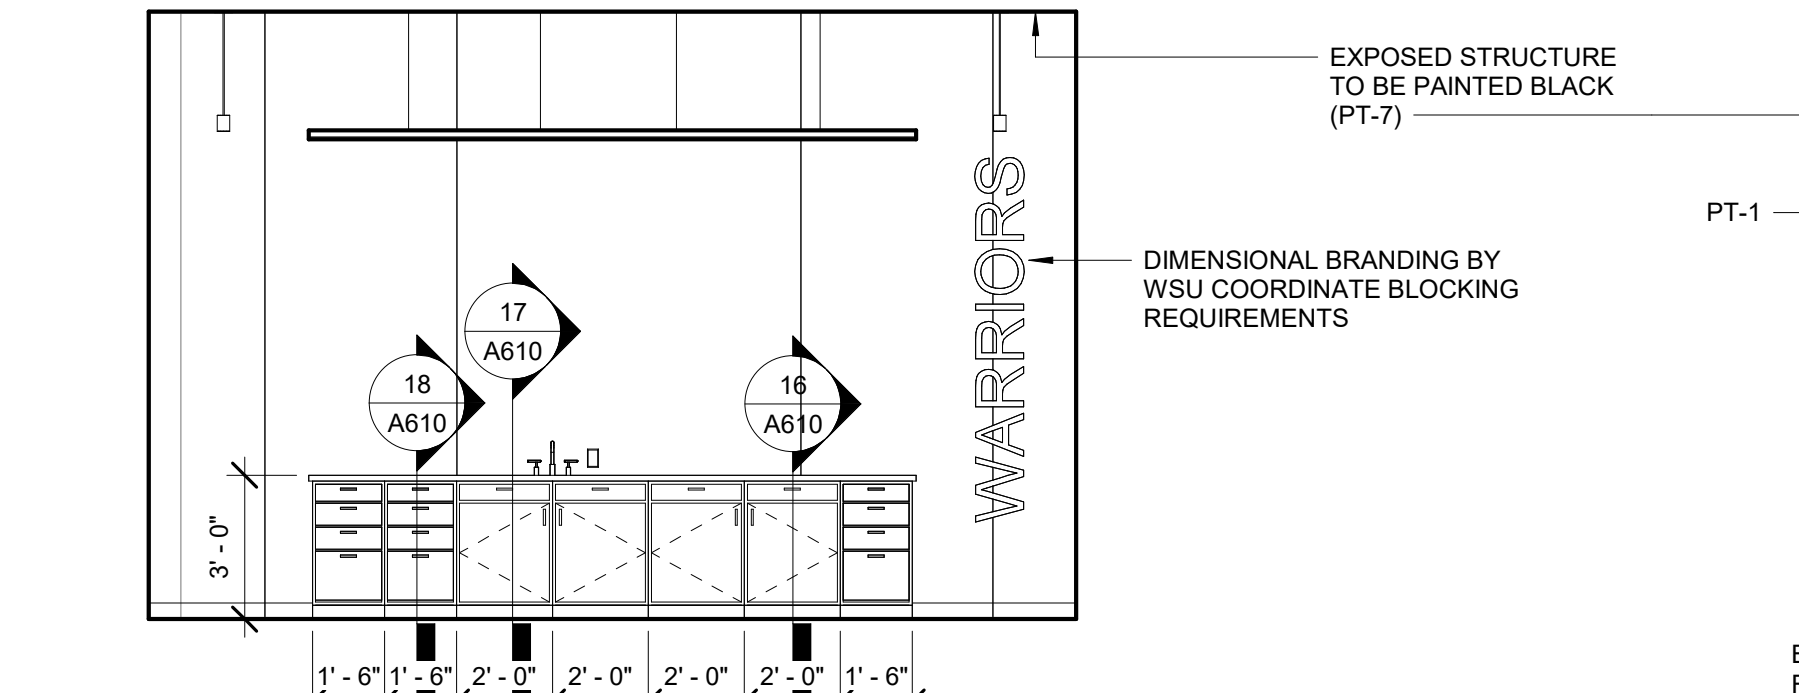 EXPOSED STRUCTURE
TO BE PAINTED BLACK
(PT-7)
PT-1
WARRIORS
DIMENSIONAL BRANDING BY
WSU COORDINATE BLOCKING
REQUIREMENTS
17
A610
18
A610
16
A610
3' - 0"
1' - 6" 1' - 6" 2' - 0" 2' - 0" 2' - 0" 2' - 0" 1' - 6"